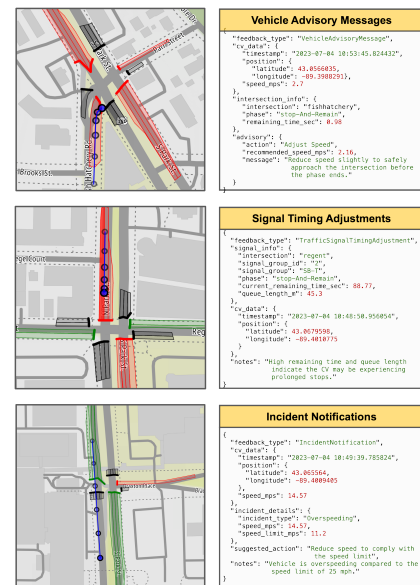 Park Street
Brooks St.
Vehicle Advisory Messages
{
"feedback_type": "VehicleAdvisoryMessage",
"cv_data": {
"timestamp": "2023-07-04 10:53:45.824432",
"position": {
"latitude": 43.0566035,
"longitude": -89.3988291},
"speed_mps": 2.7
},
"intersection_info": {
"intersection": "fishhatchery",
"phase": "stop-And-Remain",
"remaining_time_sec": 0.98
},
"advisory": {
"action": "Adjust Speed",
"recommended_speed_mps": 2.16,
"message": "Reduce speed slightly to safely
approach the intersection before
the phase ends."
}
}
Reg
Signal Timing Adjustments
{
"feedback_type": "TrafficSignalTimingAdjustment",
"signal_info": {
"intersection": "regent",
"signal_group_id": "2",
"signal_group": "SB-T",
"phase": "stop-And-Remain",
"current_remaining_time_sec": 88.77,
"queue_length_m": 45.3
},
"cv_data": {
"timestamp": "2023-07-04 10:48:50.956054",
"position": {
"latitude": 43.0679598,
"longitude": -89.4010775
},
"notes": "High remaining time and queue length
indicate the CV may be experiencing
prolonged stops."
}
Incident Notifications
{
"feedback_type": "IncidentNotification",
"cv_data": {
"timestamp": "2023-07-04 10:49:39.785824",
"position": {
"latitude": 43.065564,
"longitude": -89.4009405
},
"speed_mps": 14.57
},
"incident_details": {
"incident_type": "Overspeeding",
"speed_mps": 14.57,
"speed_limit_mps": 11.2
},
"suggested_action": "Reduce speed to comply with
the speed limit",
"notes": "Vehicle is overspeeding compared to the
speed limit of 25 mph."
}